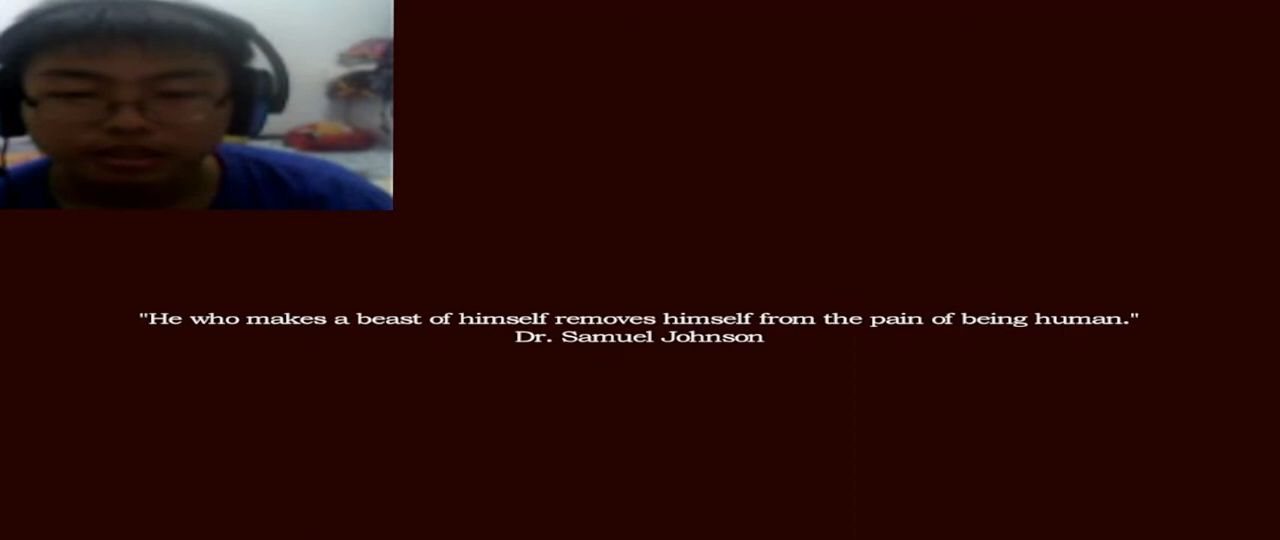 "He who makes a beast of himself removes himself from the pain of being human."
Dr. Samuel Johnson